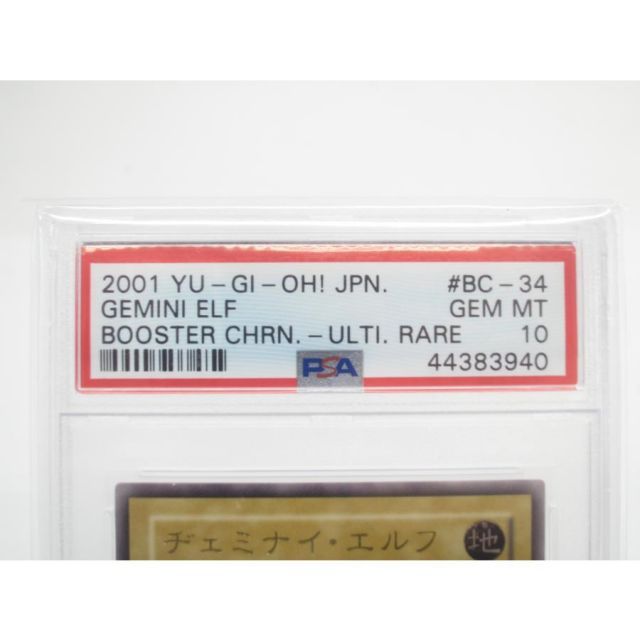 2001 YU-GI-OH! JPN. #BC-34
GEMINI ELF GEM MT
BOOSTER CHRN.-ULTI. RARE 10
PSA 44383940
ヂェミナイ・エルフ 地